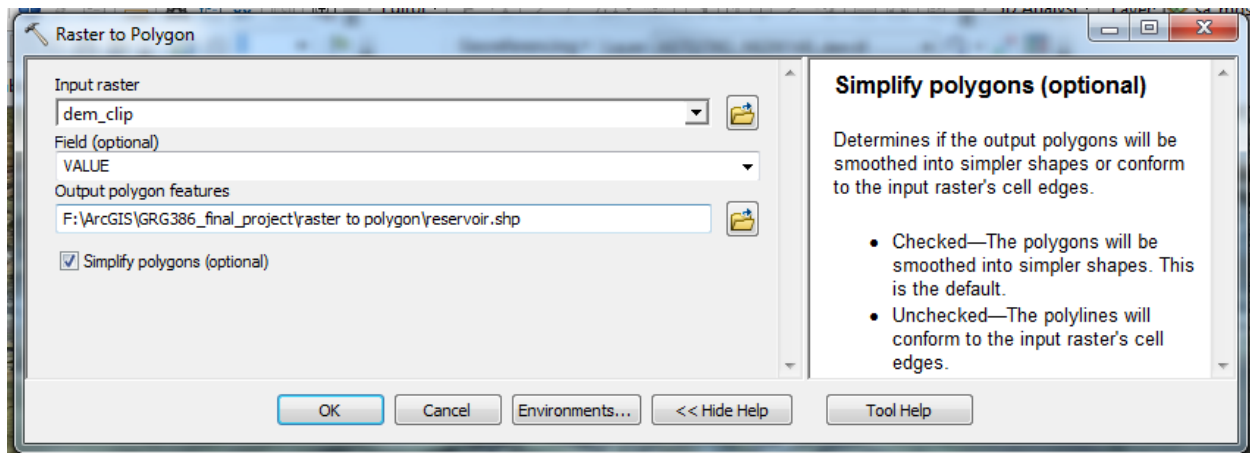 Raster to Polygon
Input raster
dem_clip
Field (optional)
VALUE
Output polygon features
F:\ArcGIS\GRG386_final_project\raster to polygon\reservoir.shp
Simplify polygons (optional)
OK
Cancel
Environments...
<< Hide Help
Simplify polygons (optional)
Determines if the output polygons will be
smoothed into simpler shapes or conform
to the input raster's cell edges.
• Checked—The polygons will be
smoothed into simpler shapes. This
is the default.
• Unchecked—The polylines will
conform to the input raster's cell
edges.
Tool Help